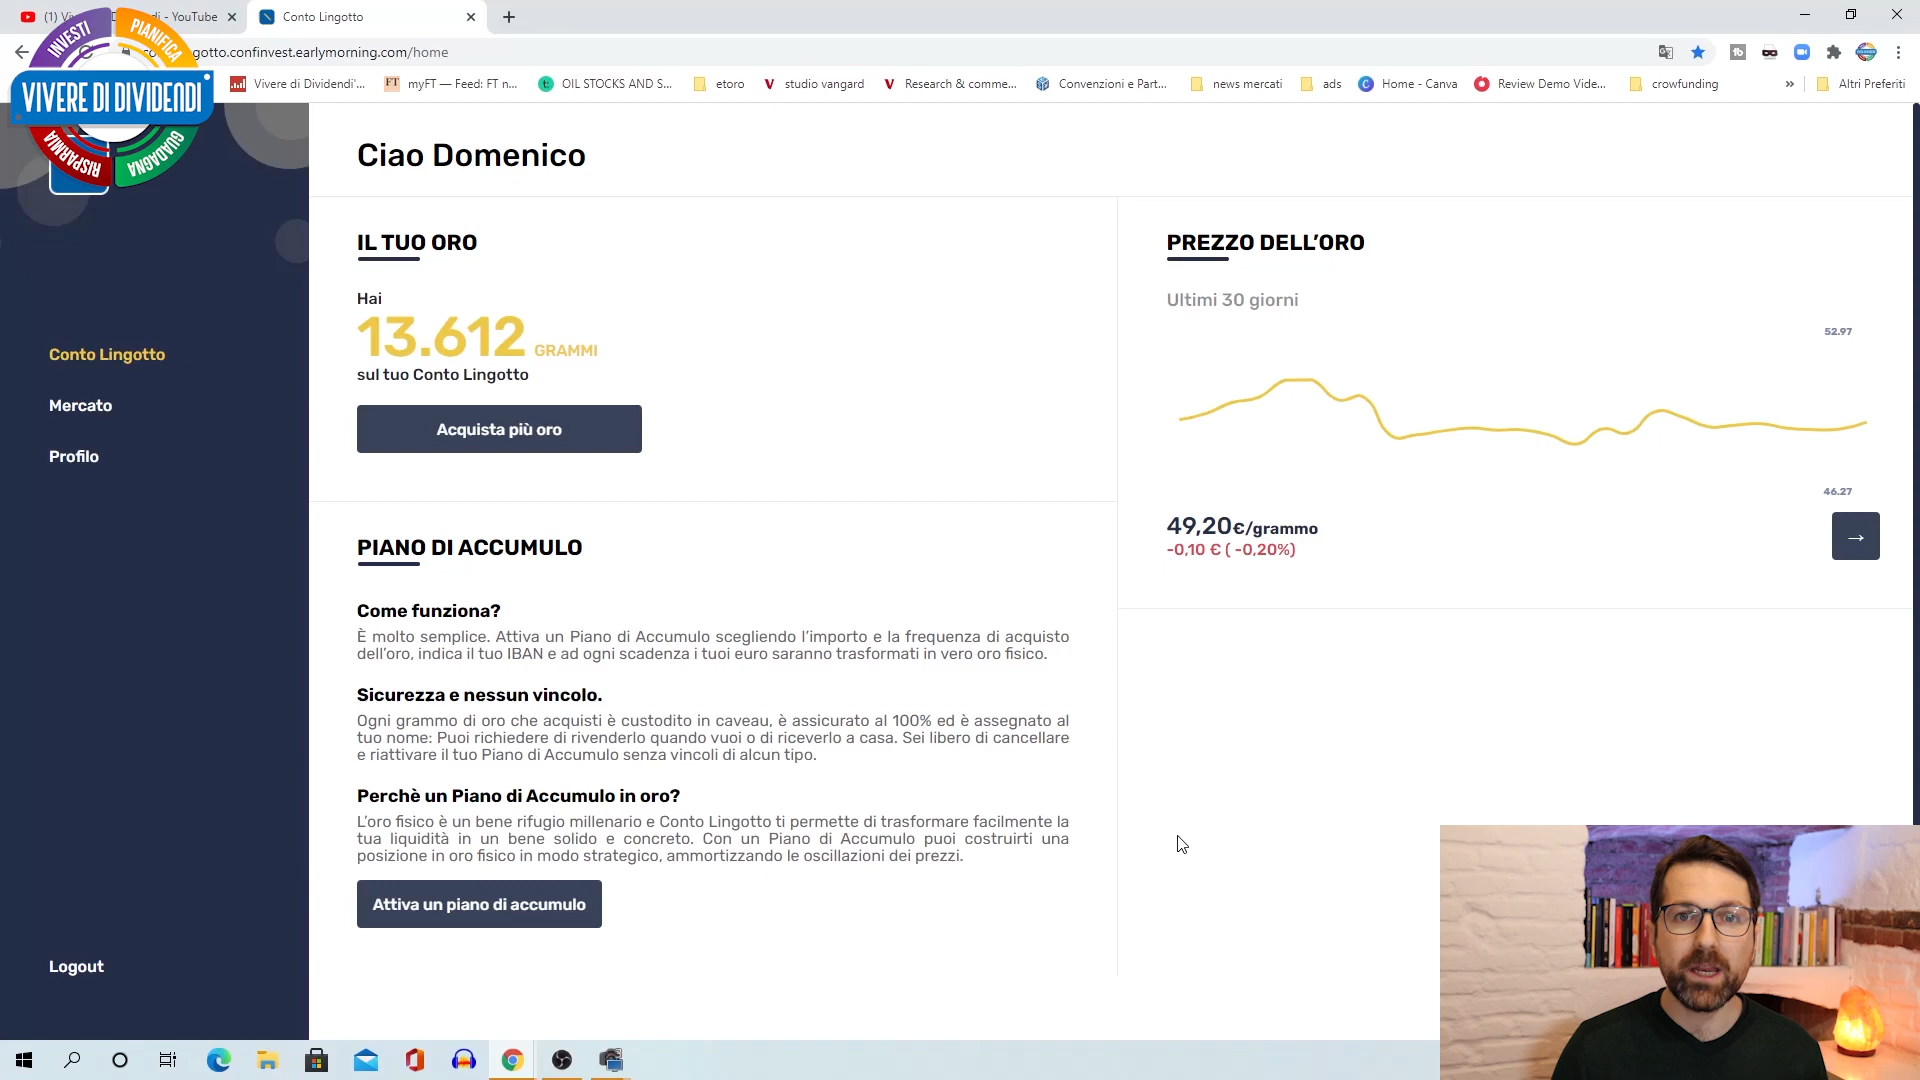 (1) Vi
di - YouTube
Conto Lingotto
gotto.confinvest.earlymorning.com/home
Vivere di Dividendi'...
myFT — Feed: FT n...
OIL STOCKS AND S...
etoro
studio vangard
Research & comme...
Convenzioni e Part...
news mercati
ads
Home - Canva
Review Demo Vide...
crowfunding
»
Altri Preferiti
INVESTI
PIANIFICA
VIVERE DI DIVIDENDI
RISPARMIA
GUADAGNA
Conto Lingotto
Mercato
Profilo
Logout
Ciao Domenico
IL TUO ORO
Hai
13.612 GRAMMI
sul tuo Conto Lingotto
Acquista più oro
PIANO DI ACCUMULO
Come funziona?
È molto semplice. Attiva un Piano di Accumulo scegliendo l'importo e la frequenza di acquisto
dell'oro, indica il tuo IBAN e ad ogni scadenza i tuoi euro saranno trasformati in vero oro fisico.
Sicurezza e nessun vincolo.
Ogni grammo di oro che acquisti è custodito in caveau, è assicurato al 100% ed è assegnato al
tuo nome: Puoi richiedere di rivenderlo quando vuoi o di riceverlo a casa. Sei libero di cancellare
e riattivare il tuo Piano di Accumulo senza vincoli di alcun tipo.
Perchè un Piano di Accumulo in oro?
L'oro fisico è un bene rifugio millenario e Conto Lingotto ti permette di trasformare facilmente la
tua liquidità in un bene solido e concreto. Con un Piano di Accumulo puoi costruirti una
posizione in oro fisico in modo strategico, ammortizzando le oscillazioni dei prezzi.
Attiva un piano di accumulo
PREZZO DELL'ORO
Ultimi 30 giorni
52.97
46.27
49,20€/grammo
-0,10 € ( -0,20%)